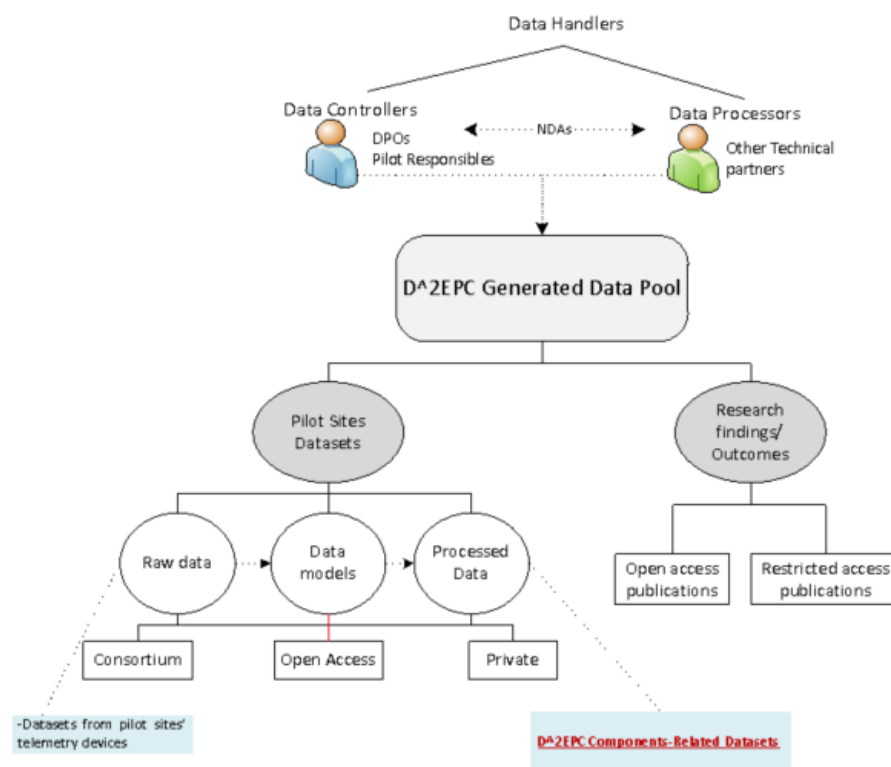 Data Handlers
Data Controllers
Data Processors
DPOs
Pilot Responsibles
NDAs
Other Technical
partners
D^2EPC Generated Data Pool
Pilot Sites
Datasets
Research
findings/
Outcomes
Raw data
Data
models
Processed
Data
Open access
publications
Restricted access
publications
Consortium
Open Access
Private
-Datasets from pilot sites'
telemetry devices
D^2EPC Components-Related Datasets